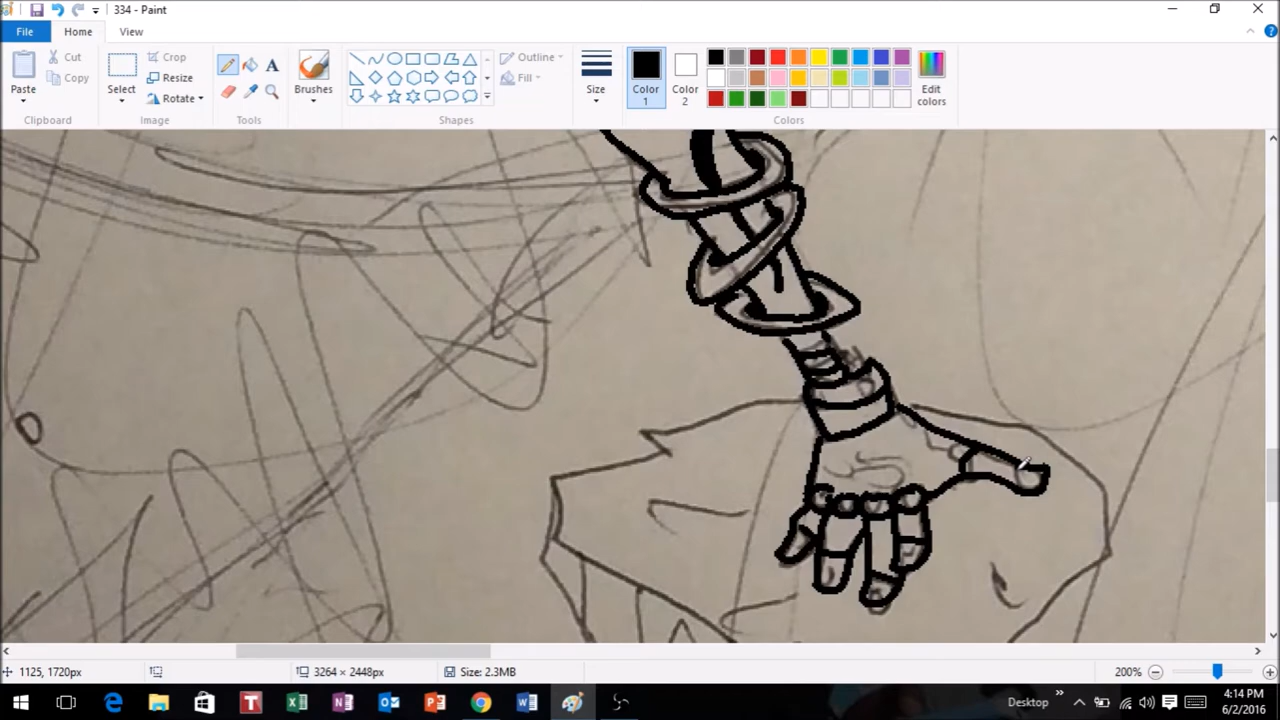 334 - Paint
File Home View
Paste
Cut
Copy
Clipboard
Select
Crop
Resize
Rotate
Image
A
Tools
Brushes
Outline
Fill
Shapes
Size
Color 1
Color 2
Edit colors
Colors
1125, 1720px
3264 × 2448px
Size: 2.3MB
200%
Desktop
4:14 PM
6/2/2016